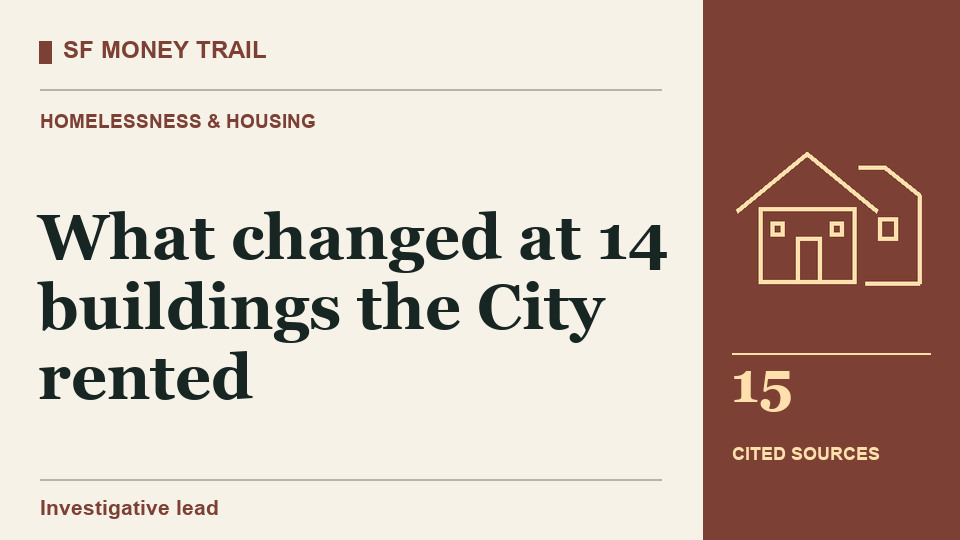 SF MONEY TRAIL
HOMELESSNESS & HOUSING
What changed at 14
buildings the City
rented
Investigative lead
15
CITED SOURCES